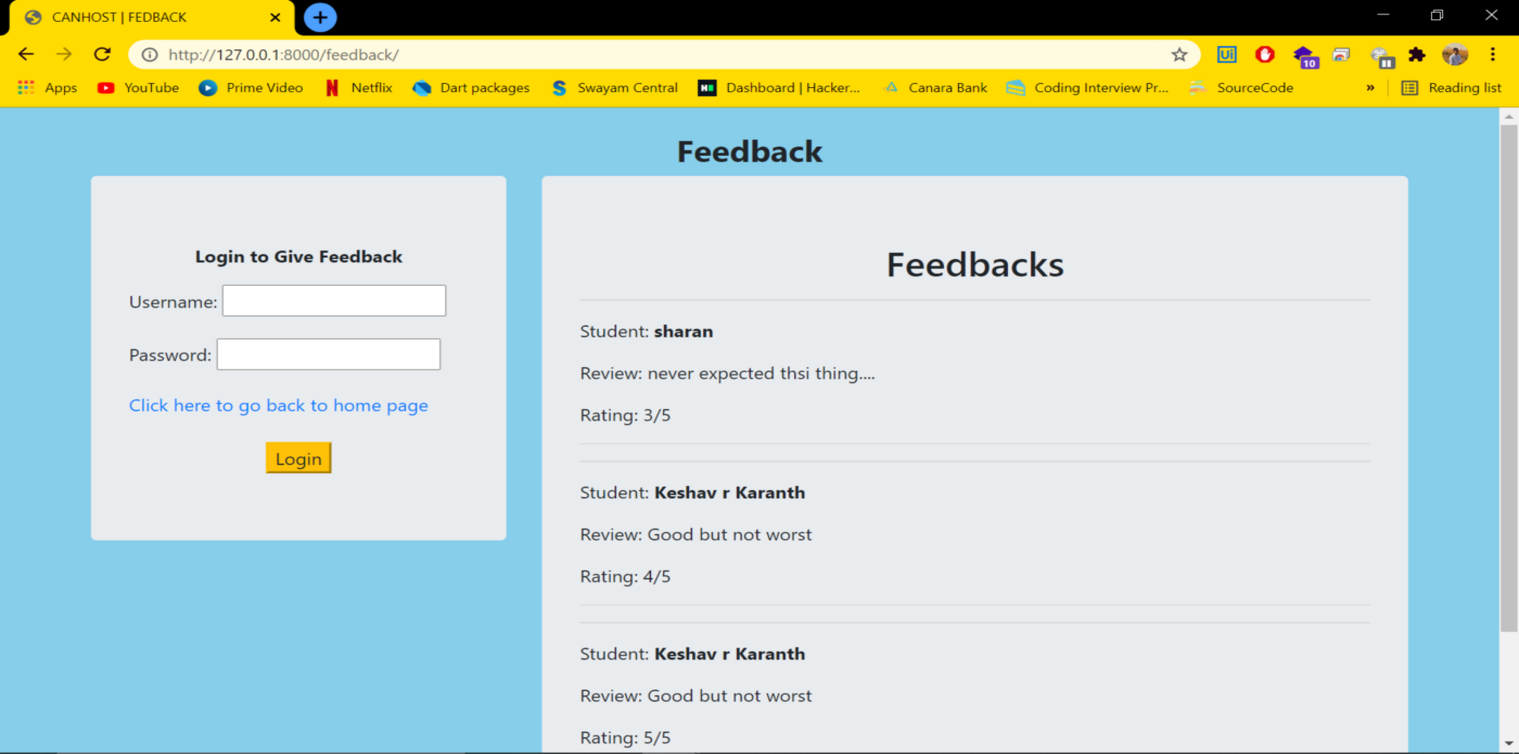 CANHOST | FEDBACK
http://127.0.0.1:8000/feedback/
Ui
10
Apps YouTube Prime Video Netflix Dart packages Swayam Central Dashboard | Hacker... Canara Bank Coding Interview Pr... SourceCode » Reading list
Feedback
Login to Give Feedback
Username:
Password:
Click here to go back to home page
Login
Feedbacks
Student: sharan
Review: never expected thsi thing....
Rating: 3/5
Student: Keshav r Karanth
Review: Good but not worst
Rating: 4/5
Student: Keshav r Karanth
Review: Good but not worst
Rating: 5/5